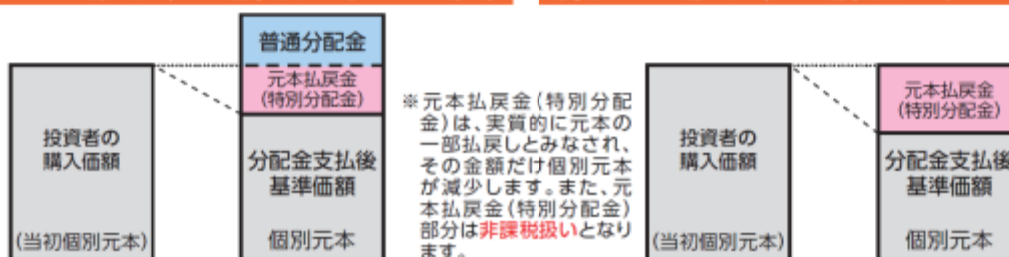 普通分配金
元本払戻金
(特別分配金)
投資者の
購入価額
(当初個別元本)
分配金支払後
基準価額
個別元本
※元本払戻金(特別分配
金)は、実質的に元本の
一部払戻しとみなされ、
その金額だけ個別元本
が減少します。また、元
本払戻金(特別分配金)
部分は非課税扱いとなり
ます。
投資者の
購入価額
(当初個別元本)
元本払戻金
(特別分配金)
分配金支払後
基準価額
個別元本